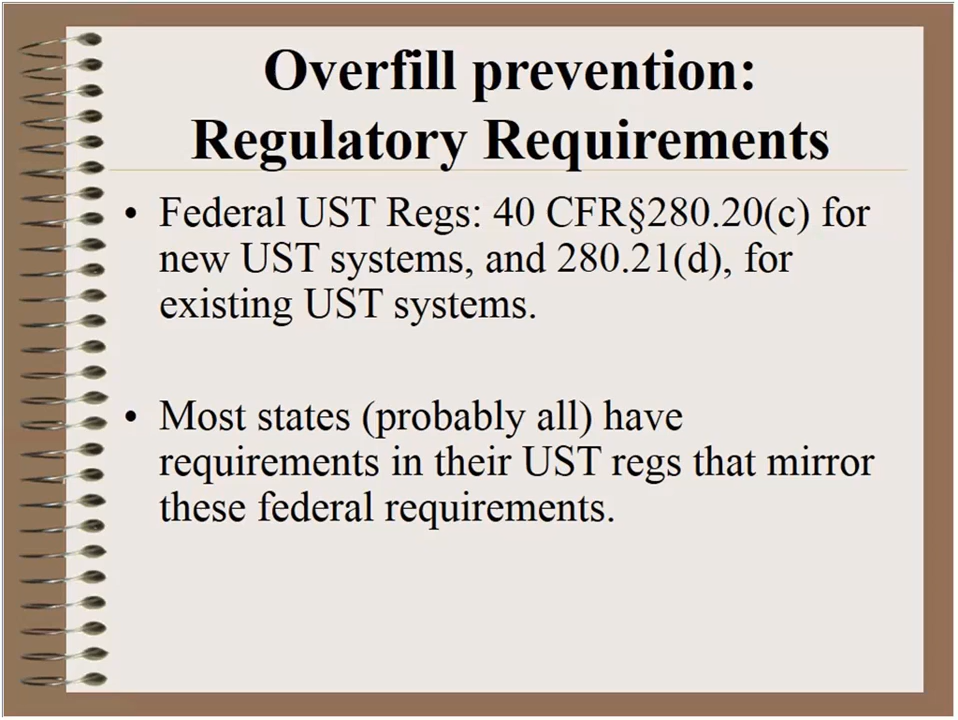 Overfill prevention:
Regulatory Requirements
• Federal UST Regs: 40 CFR§280.20(c) for
new UST systems, and 280.21(d), for
existing UST systems.
• Most states (probably all) have
requirements in their UST regs that mirror
these federal requirements.